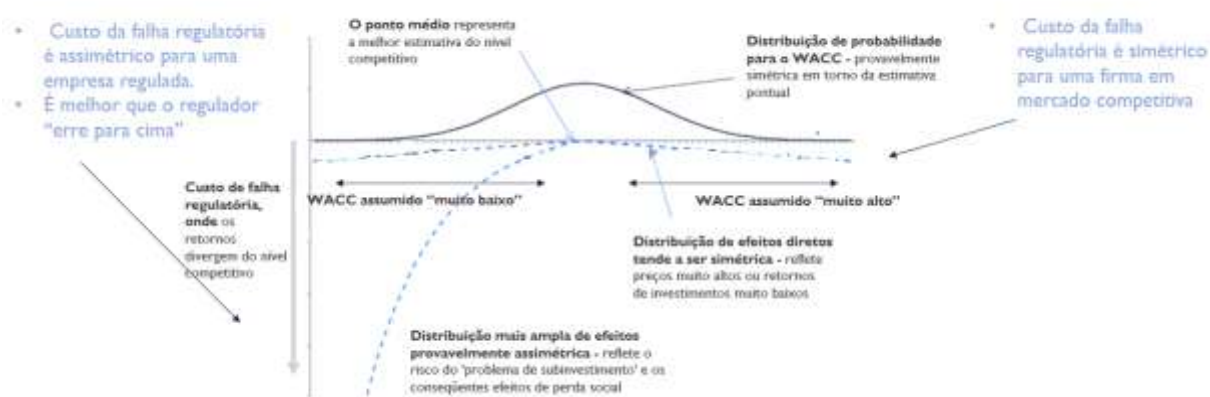 • Custo da falha regulatória
é assimétrico para uma
empresa regulada.
• É melhor que o regulador
“erre para cima”
O ponto médio representa
a melhor estimativa do nível
competitivo
Distribuição de probabilidade
para o WACC - provavelmente
simétrica em torno da estimativa
pontual
• Custo da falha
regulatória é simétrico
para uma firma em
mercado competitiva
Custo de falha
regulatória,
onde os
retornos
divergem do nível
competitivo
WACC assumido “muito baixo”
WACC assumido “muito alto”
Distribuição de efeitos diretos
tende a ser simétrica - reflete
preços muito altos ou retornos
de investimentos muito baixos
Distribuição mais ampla de efeitos
provavelmente assimétrica - reflete o
risco do 'problema de subinvestimento' e os
conseqüentes efeitos de perda social